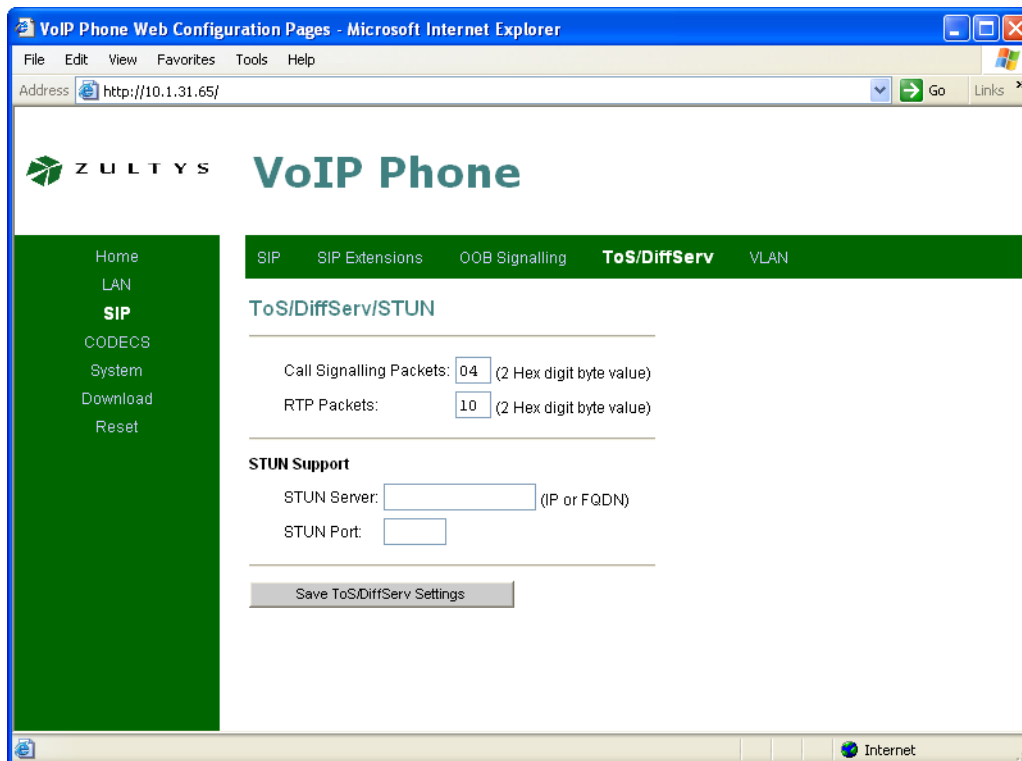 VoIP Phone Web Configuration Pages - Microsoft Internet Explorer
File Edit View Favorites Tools Help
Address http://10.1.31.65/ Go Links »
ZULTYS VoIP Phone
Home
LAN
SIP
CODECS
System
Download
Reset
SIP SIP Extensions OOB Signalling ToS/DiffServ VLAN
ToS/DiffServ/STUN
Call Signalling Packets: 04 (2 Hex digit byte value)
RTP Packets: 10 (2 Hex digit byte value)
STUN Support
STUN Server: (IP or FQDN)
STUN Port:
Save ToS/DiffServ Settings
Internet